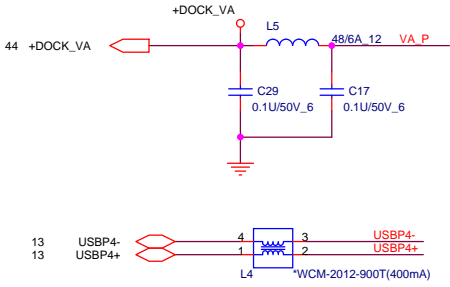 +DOCK_VA
L5
44 +DOCK_VA
48/6A_12 VA_P
C29 C17
0.1U/50V_6 0.1U/50V_6
13 USBP4- 4 3 USBP4-
13 USBP4+ 1 2 USBP4+
L4 *WCM-2012-900T(400mA)